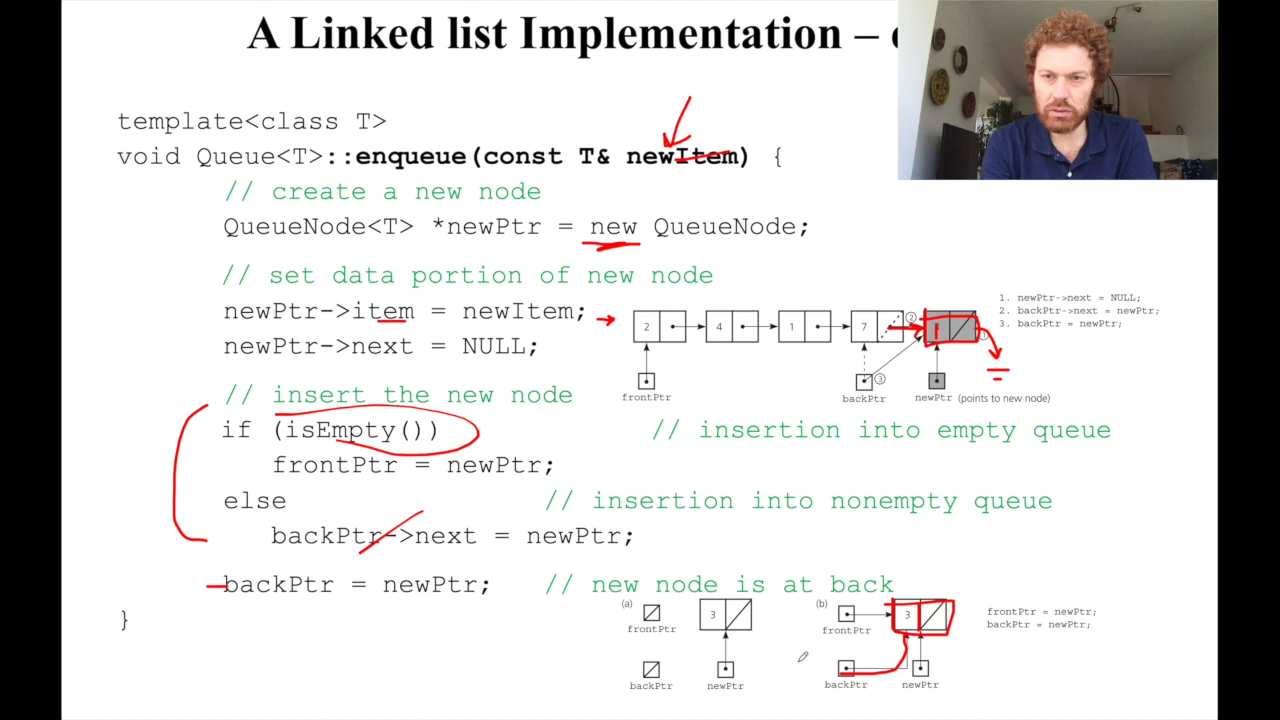 A Linked list Implementation –
template<class T>
void Queue<T>::enqueue(const T& newItem) {
// create a new node
QueueNode<T> *newPtr = new QueueNode;
// set data portion of new node
newPtr->item = newItem;
newPtr->next = NULL;
2 4 1 7 1
② ① ③
frontPtr backPtr newPtr (points to new node)
1. newPtr->next = NULL;
2. backPtr->next = newPtr;
3. backPtr = newPtr;
// insert the new node
if (isEmpty()) // insertion into empty queue
frontPtr = newPtr;
else // insertion into nonempty queue
backPtr->next = newPtr;
backPtr = newPtr; // new node is at back
}
(a) 3
frontPtr
backPtr newPtr
(b) 3
frontPtr
backPtr newPtr
frontPtr = newPtr;
backPtr = newPtr;